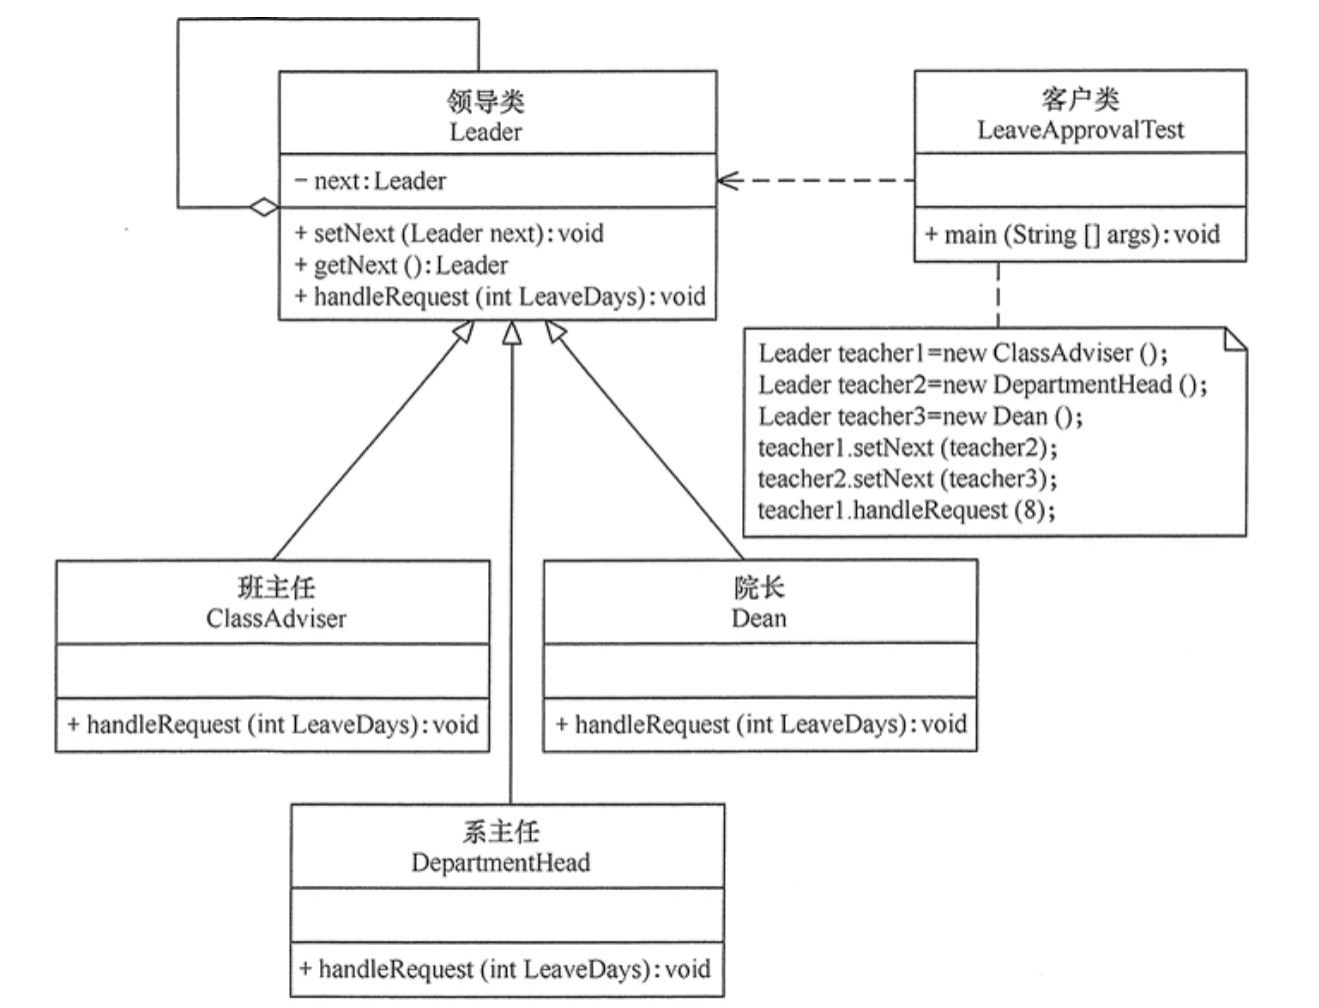 领导类
Leader
− next:Leader
+ setNext (Leader next):void
+ getNext ():Leader
+ handleRequest (int LeaveDays):void
客户类
LeaveApprovalTest
+ main (String [] args):void
Leader teacher1=new ClassAdviser ();
Leader teacher2=new DepartmentHead ();
Leader teacher3=new Dean ();
teacher1.setNext (teacher2);
teacher2.setNext (teacher3);
teacher1.handleRequest (8);
班主任
ClassAdviser
+ handleRequest (int LeaveDays):void
院长
Dean
+ handleRequest (int LeaveDays):void
系主任
DepartmentHead
+ handleRequest (int LeaveDays):void